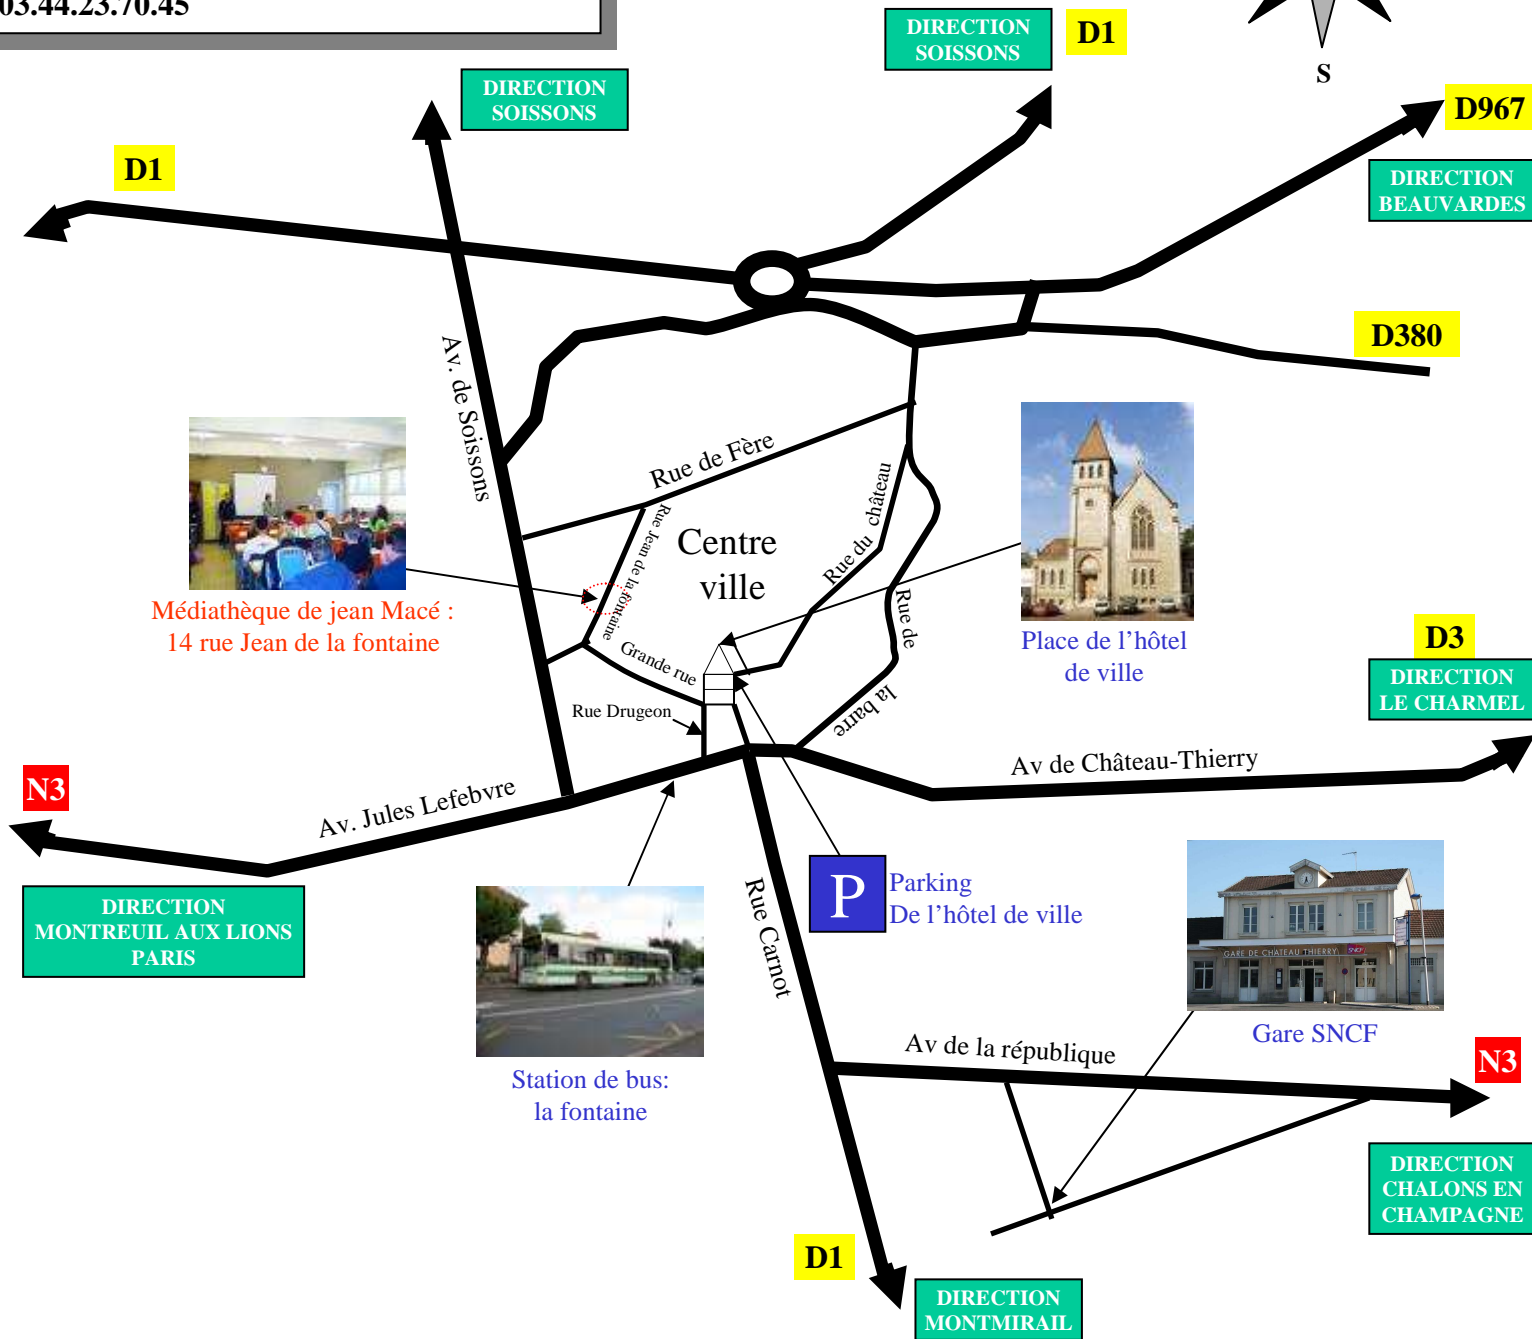 03.44.23.70.45
DIRECTION
SOISSONS
D1
S
DIRECTION
SOISSONS
D967
D1
DIRECTION
BEAUVARDES
D380
Av. de Soissons
Rue de Fère
Rue Jean de la fontaine
Centre
ville
Rue du château
Rue de
la barre
Médiathèque de jean Macé :
14 rue Jean de la fontaine
Grande rue
Place de l’hôtel
de ville
D3
DIRECTION
LE CHARMEL
Rue Drugeon
Av de Château-Thierry
N3
Av. Jules Lefebvre
DIRECTION
MONTREUIL AUX LIONS
PARIS
P
Parking
De l’hôtel de ville
Rue Carnot
GARE DE CHATEAU THIERRY
SNCF
Gare SNCF
Av de la république
N3
Station de bus:
la fontaine
DIRECTION
CHALONS EN
CHAMPAGNE
D1
DIRECTION
MONTMIRAIL